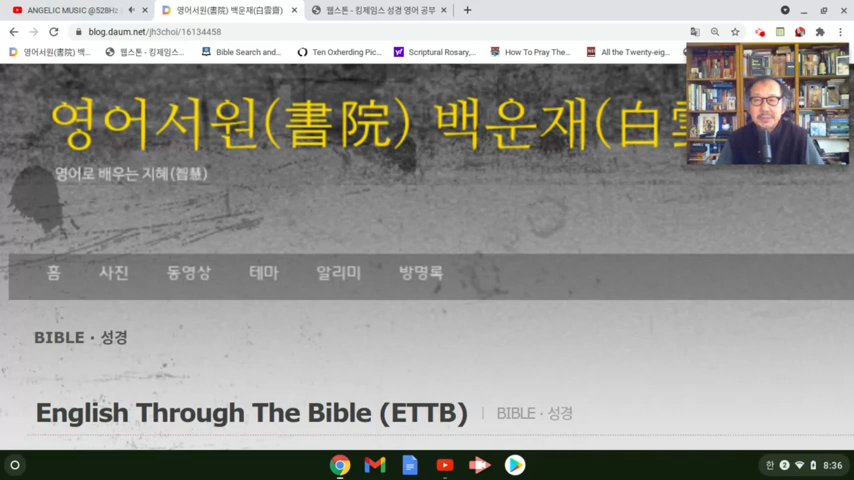 ANGELIC MUSIC @528Hz
영어서원(書院) 백운재(白雲齋)
웹스톤 - 킹제임스 성경 영어 공부
blog.daum.net/jh3choi/16134458
영어서원(書院) 백...
웹스톤 - 킹제임스...
Bible Search and...
Ten Oxherding Pic...
Scriptural Rosary,...
How To Pray The...
All the Twenty-eig...
영어서원(書院) 백운재(白
영어로 배우는 지혜(智慧)
홈 사진 동영상 테마 알리미 방명록
BIBLE · 성경
English Through The Bible (ETTB) | BIBLE · 성경
한 2 8:36